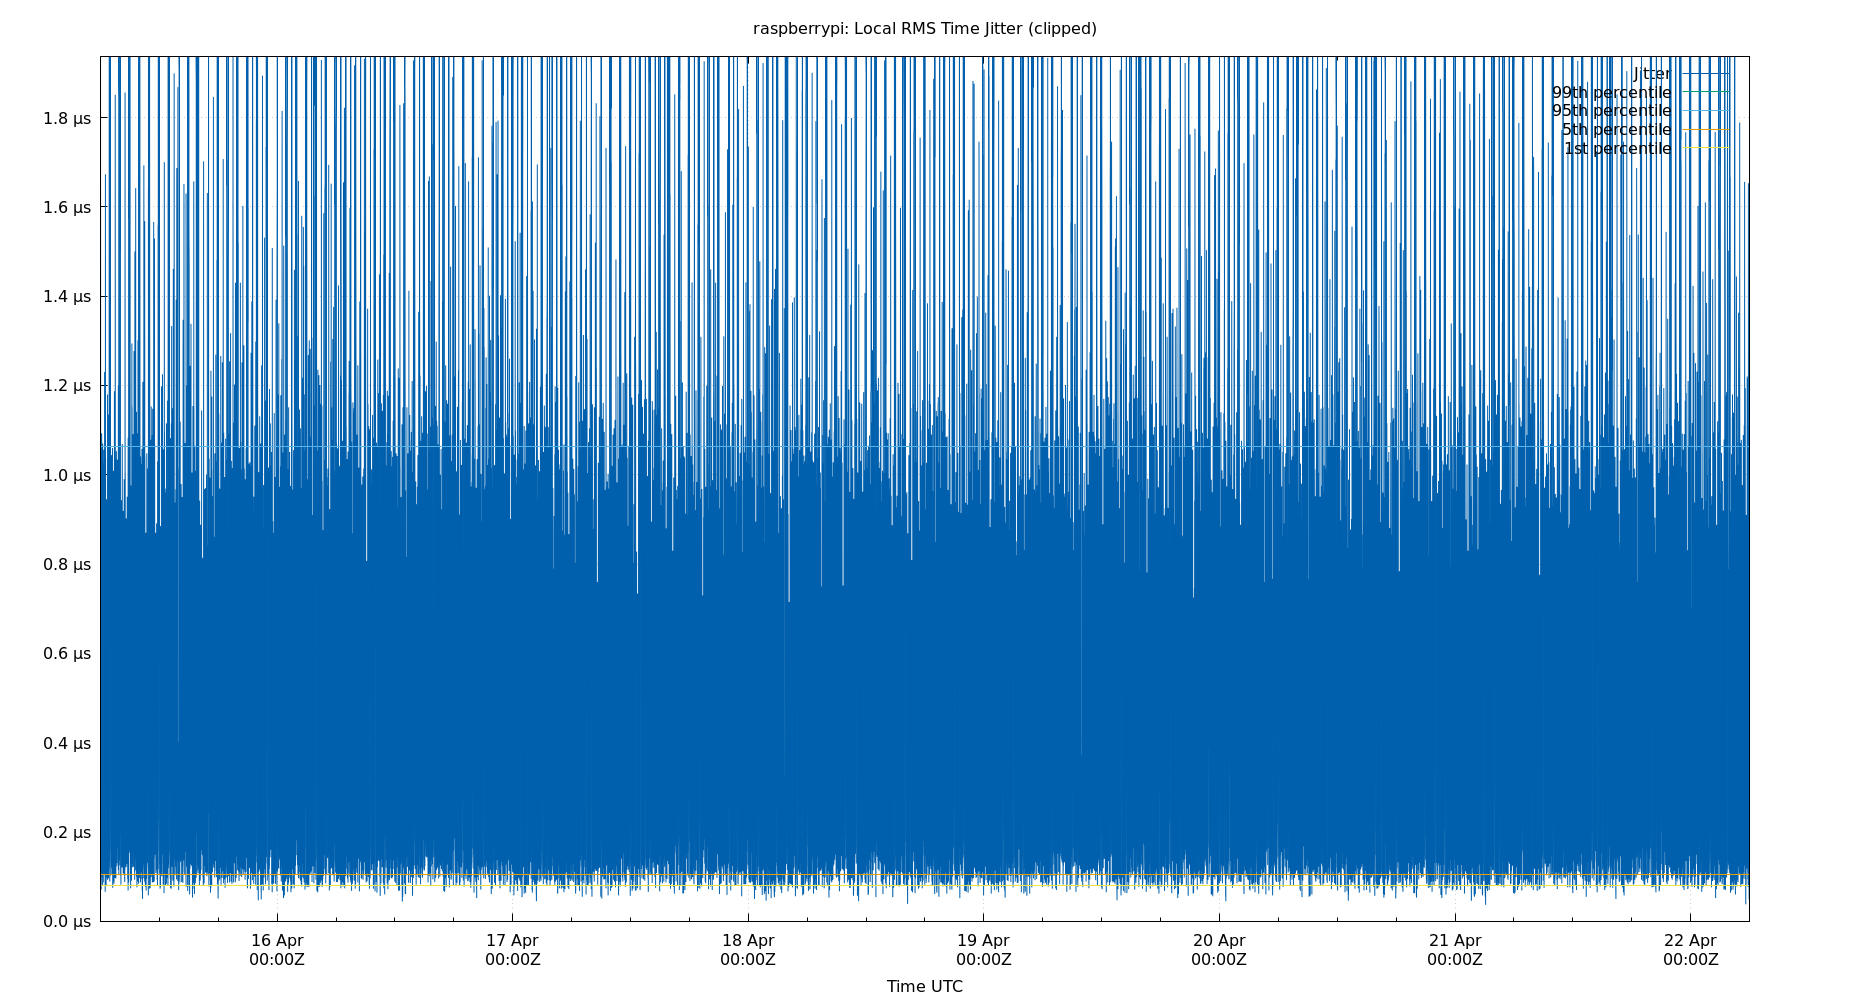 raspberrypi: Local RMS Time Jitter (clipped)
Jitter
99th percentile
95th percentile
5th percentile
1st percentile
1.8 µs
1.6 µs
1.4 µs
1.2 µs
1.0 µs
0.8 µs
0.6 µs
0.4 µs
0.2 µs
0.0 µs
16 Apr 17 Apr 18 Apr 19 Apr 20 Apr 21 Apr 22 Apr
00:00Z 00:00Z 00:00Z 00:00Z 00:00Z 00:00Z 00:00Z
Time UTC